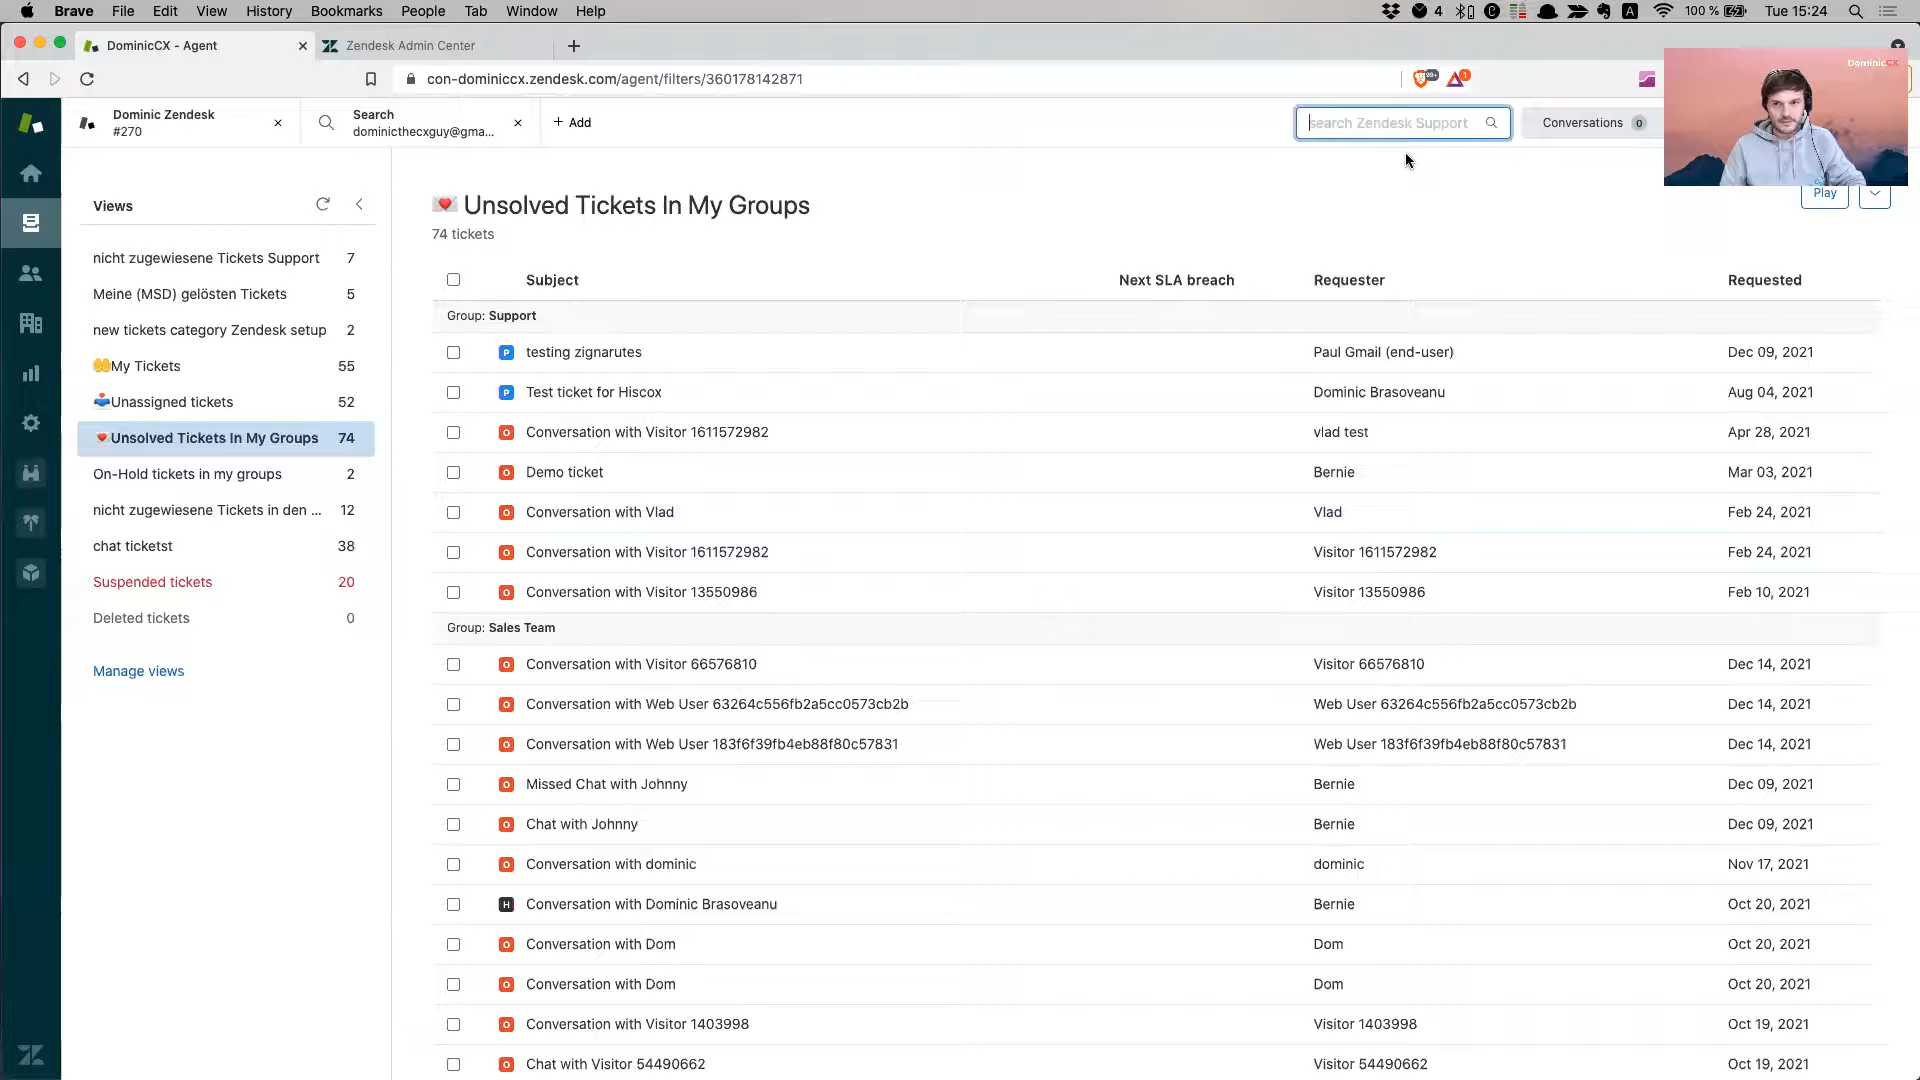 Brave File Edit View History Bookmarks People Tab Window Help
4
100 % Tue 15:24
DominicCX - Agent
Zendesk Admin Center
con-dominiccx.zendesk.com/agent/filters/360178142871
99+
1
DominicCX
Dominic Zendesk
#270
Search
dominicthecxguy@gma...
+ Add
search Zendesk Support
Conversations 0
Play
Views
nicht zugewiesene Tickets Support 7
Meine (MSD) gelösten Tickets 5
new tickets category Zendesk setup 2
My Tickets 55
Unassigned tickets 52
Unsolved Tickets In My Groups 74
On-Hold tickets in my groups 2
nicht zugewiesene Tickets in den ... 12
chat ticketst 38
Suspended tickets 20
Deleted tickets 0
Manage views
Unsolved Tickets In My Groups
74 tickets
Subject Next SLA breach Requester Requested
Group: Support
P testing zignarutes Paul Gmail (end-user) Dec 09, 2021
P Test ticket for Hiscox Dominic Brasoveanu Aug 04, 2021
O Conversation with Visitor 1611572982 vlad test Apr 28, 2021
O Demo ticket Bernie Mar 03, 2021
O Conversation with Vlad Vlad Feb 24, 2021
O Conversation with Visitor 1611572982 Visitor 1611572982 Feb 24, 2021
O Conversation with Visitor 13550986 Visitor 13550986 Feb 10, 2021
Group: Sales Team
O Conversation with Visitor 66576810 Visitor 66576810 Dec 14, 2021
O Conversation with Web User 63264c556fb2a5cc0573cb2b Web User 63264c556fb2a5cc0573cb2b Dec 14, 2021
O Conversation with Web User 183f6f39fb4eb88f80c57831 Web User 183f6f39fb4eb88f80c57831 Dec 14, 2021
O Missed Chat with Johnny Bernie Dec 09, 2021
O Chat with Johnny Bernie Dec 09, 2021
O Conversation with dominic dominic Nov 17, 2021
H Conversation with Dominic Brasoveanu Bernie Oct 20, 2021
O Conversation with Dom Dom Oct 20, 2021
O Conversation with Dom Dom Oct 20, 2021
O Conversation with Visitor 1403998 Visitor 1403998 Oct 19, 2021
O Chat with Visitor 54490662 Visitor 54490662 Oct 19, 2021